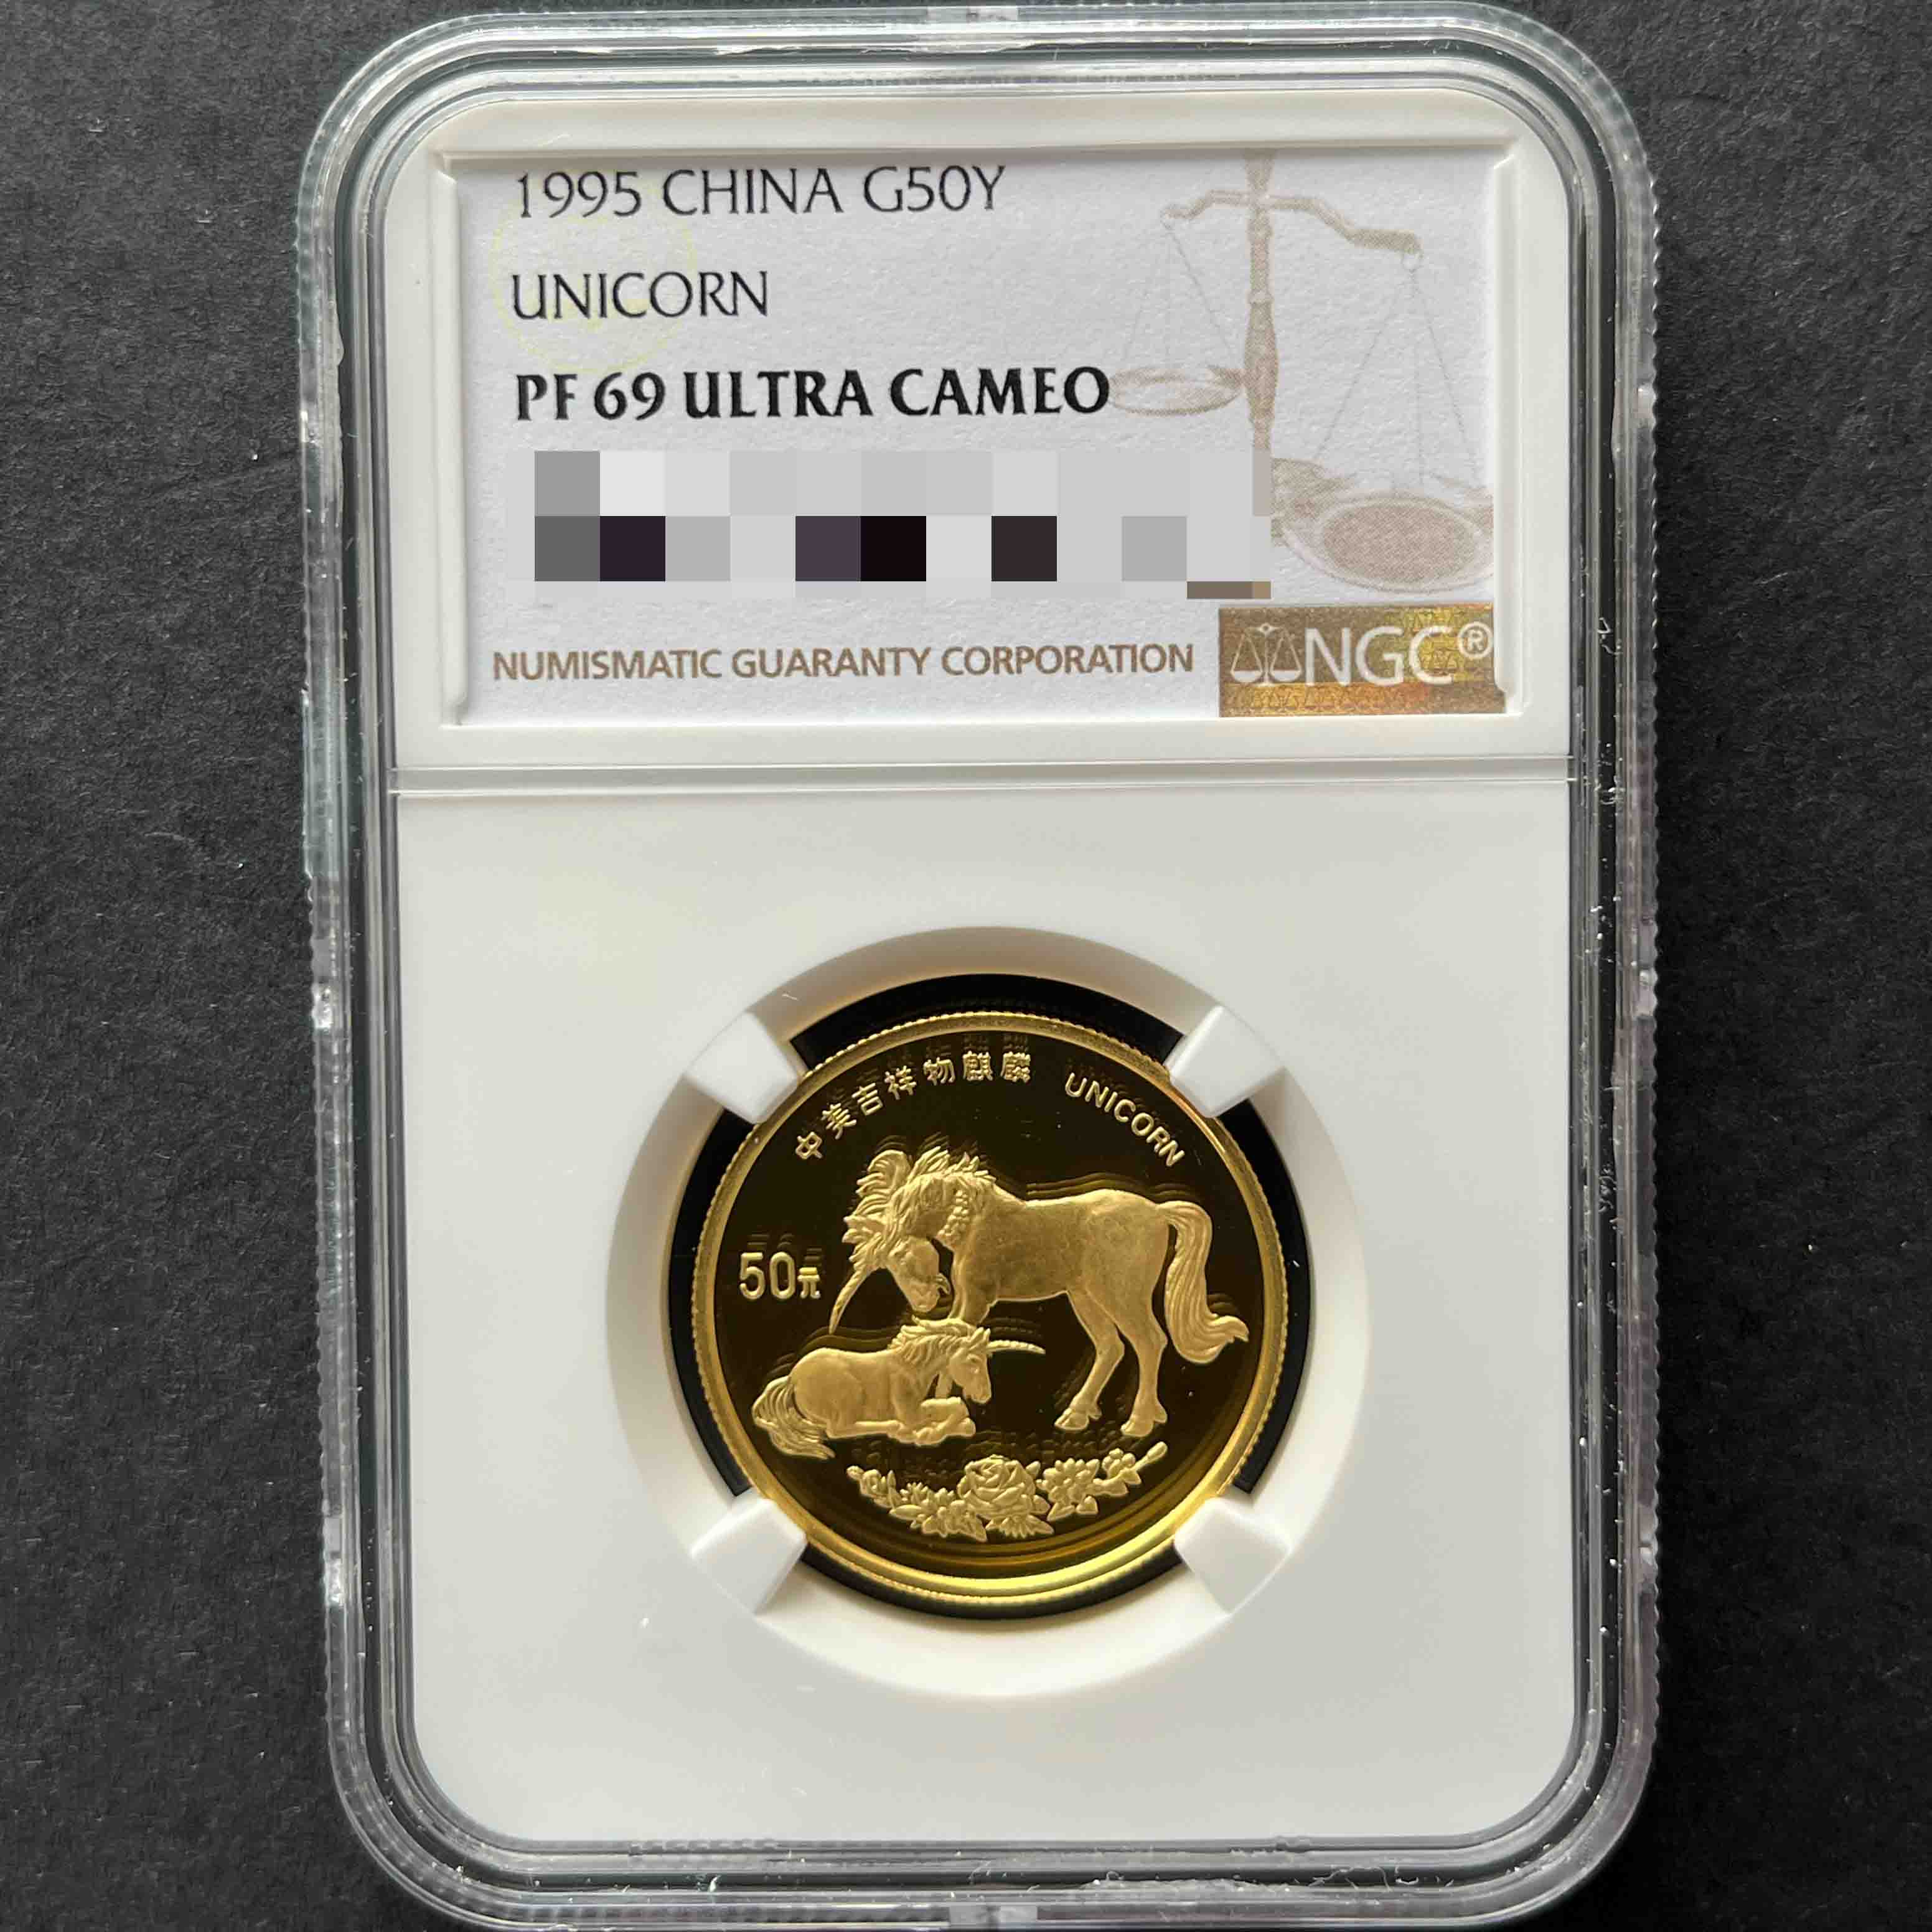 1995 CHINA G50Y
UNICORN
PF 69 ULTRA CAMEO
NUMISMATIC GUARANTY CORPORATION
NGC®
中美吉祥物麒麟 UNICORN
50元